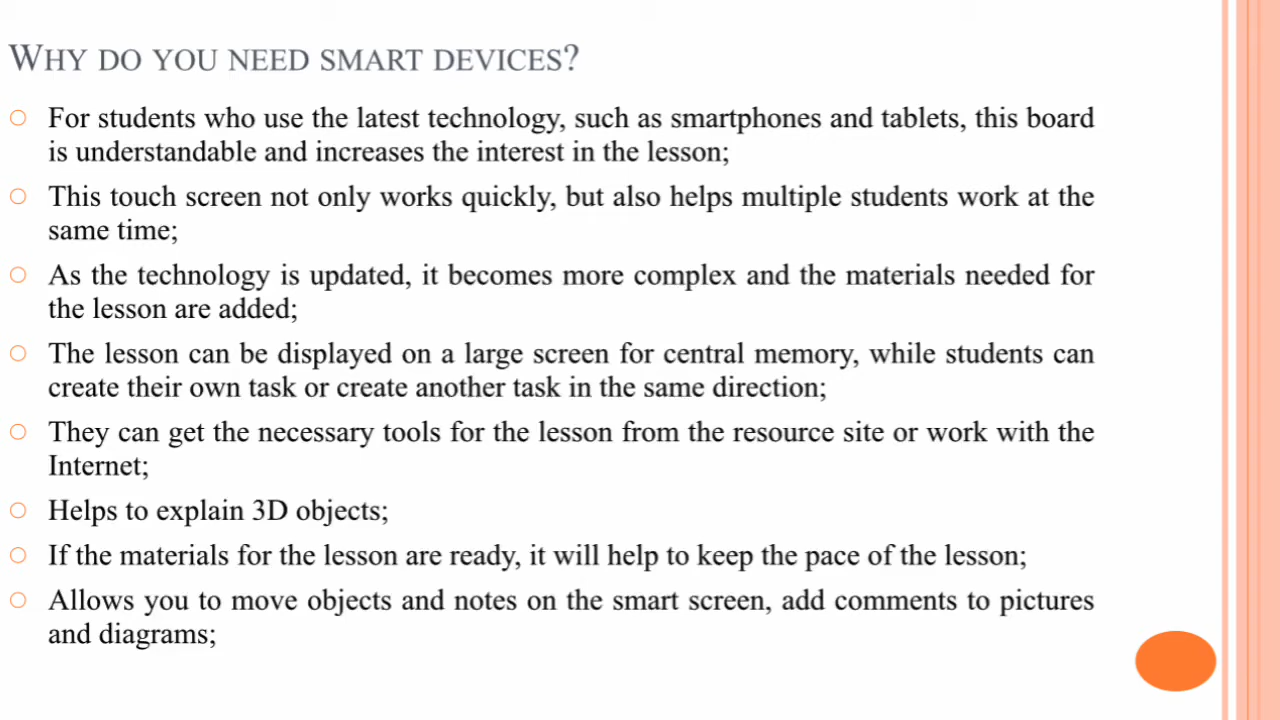 WHY DO YOU NEED SMART DEVICES?
For students who use the latest technology, such as smartphones and tablets, this board
is understandable and increases the interest in the lesson;
This touch screen not only works quickly, but also helps multiple students work at the
same time;
As the technology is updated, it becomes more complex and the materials needed for
the lesson are added;
The lesson can be displayed on a large screen for central memory, while students can
create their own task or create another task in the same direction;
They can get the necessary tools for the lesson from the resource site or work with the
Internet;
Helps to explain 3D objects;
If the materials for the lesson are ready, it will help to keep the pace of the lesson;
Allows you to move objects and notes on the smart screen, add comments to pictures
and diagrams;